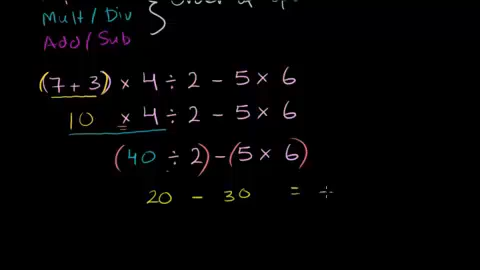 Mult/Div
Add/Sub
(7 + 3) × 4 ÷ 2 − 5 × 6
10 × 4 ÷ 2 − 5 × 6
(40 ÷ 2) − (5 × 6)
20 − 30 =